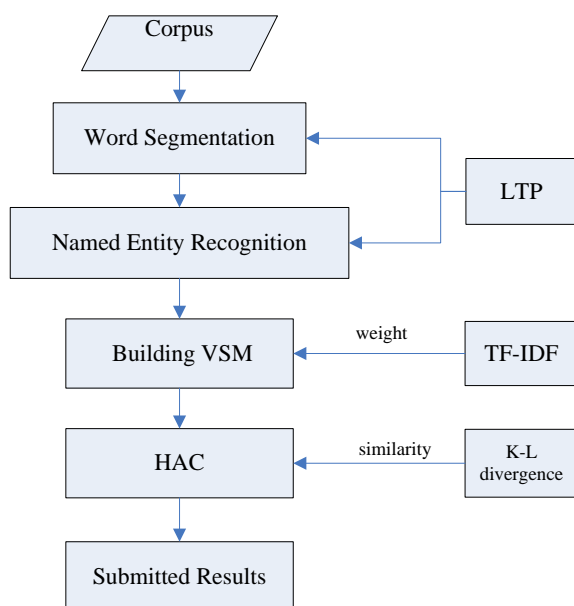 Corpus
Word Segmentation
LTP
Named Entity Recognition
Building VSM
weight
TF-IDF
HAC
similarity
K-L
divergence
Submitted Results